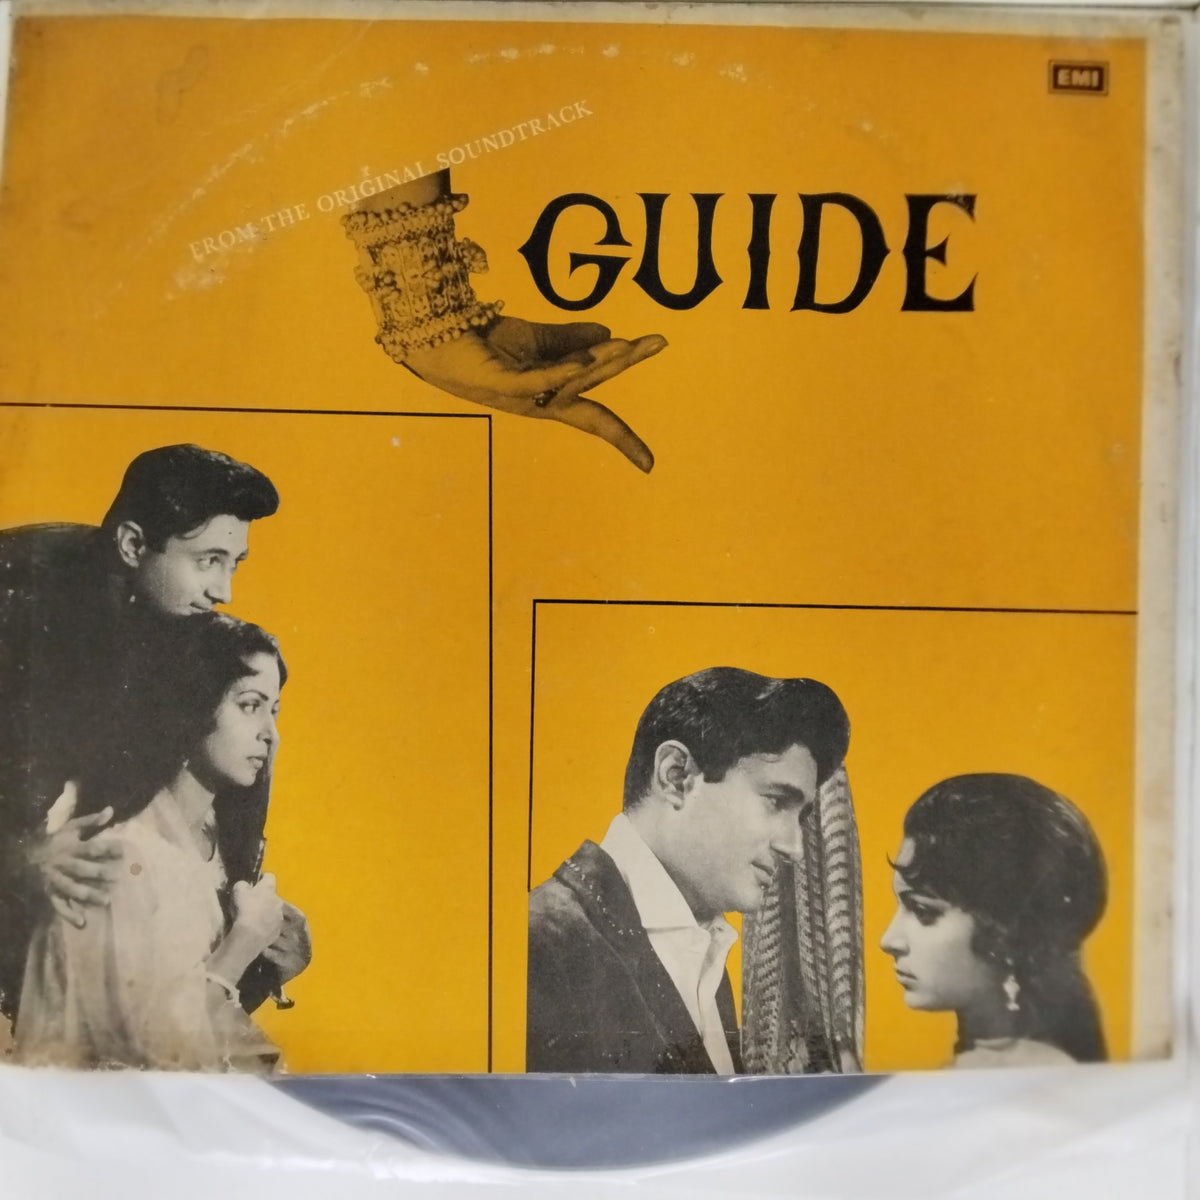 EMI
FROM THE ORIGINAL SOUNDTRACK
GUIDE